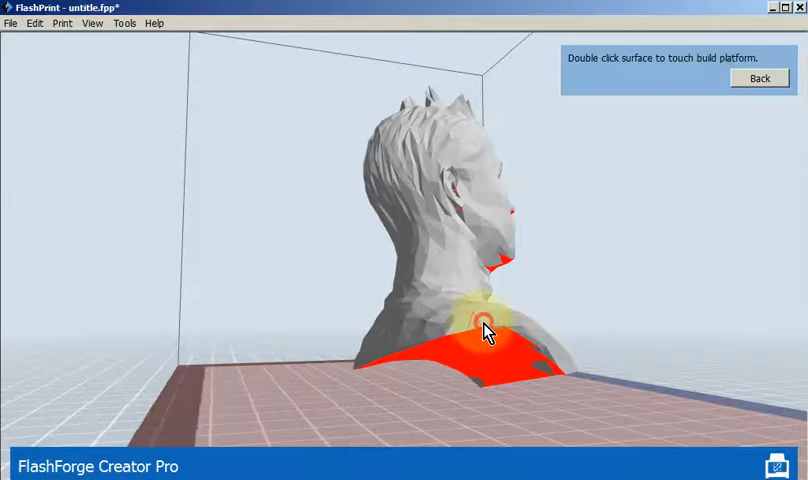 FlashPrint - untitle.fpp*
File Edit Print View Tools Help
Double click surface to touch build platform.
Back
FlashForge Creator Pro